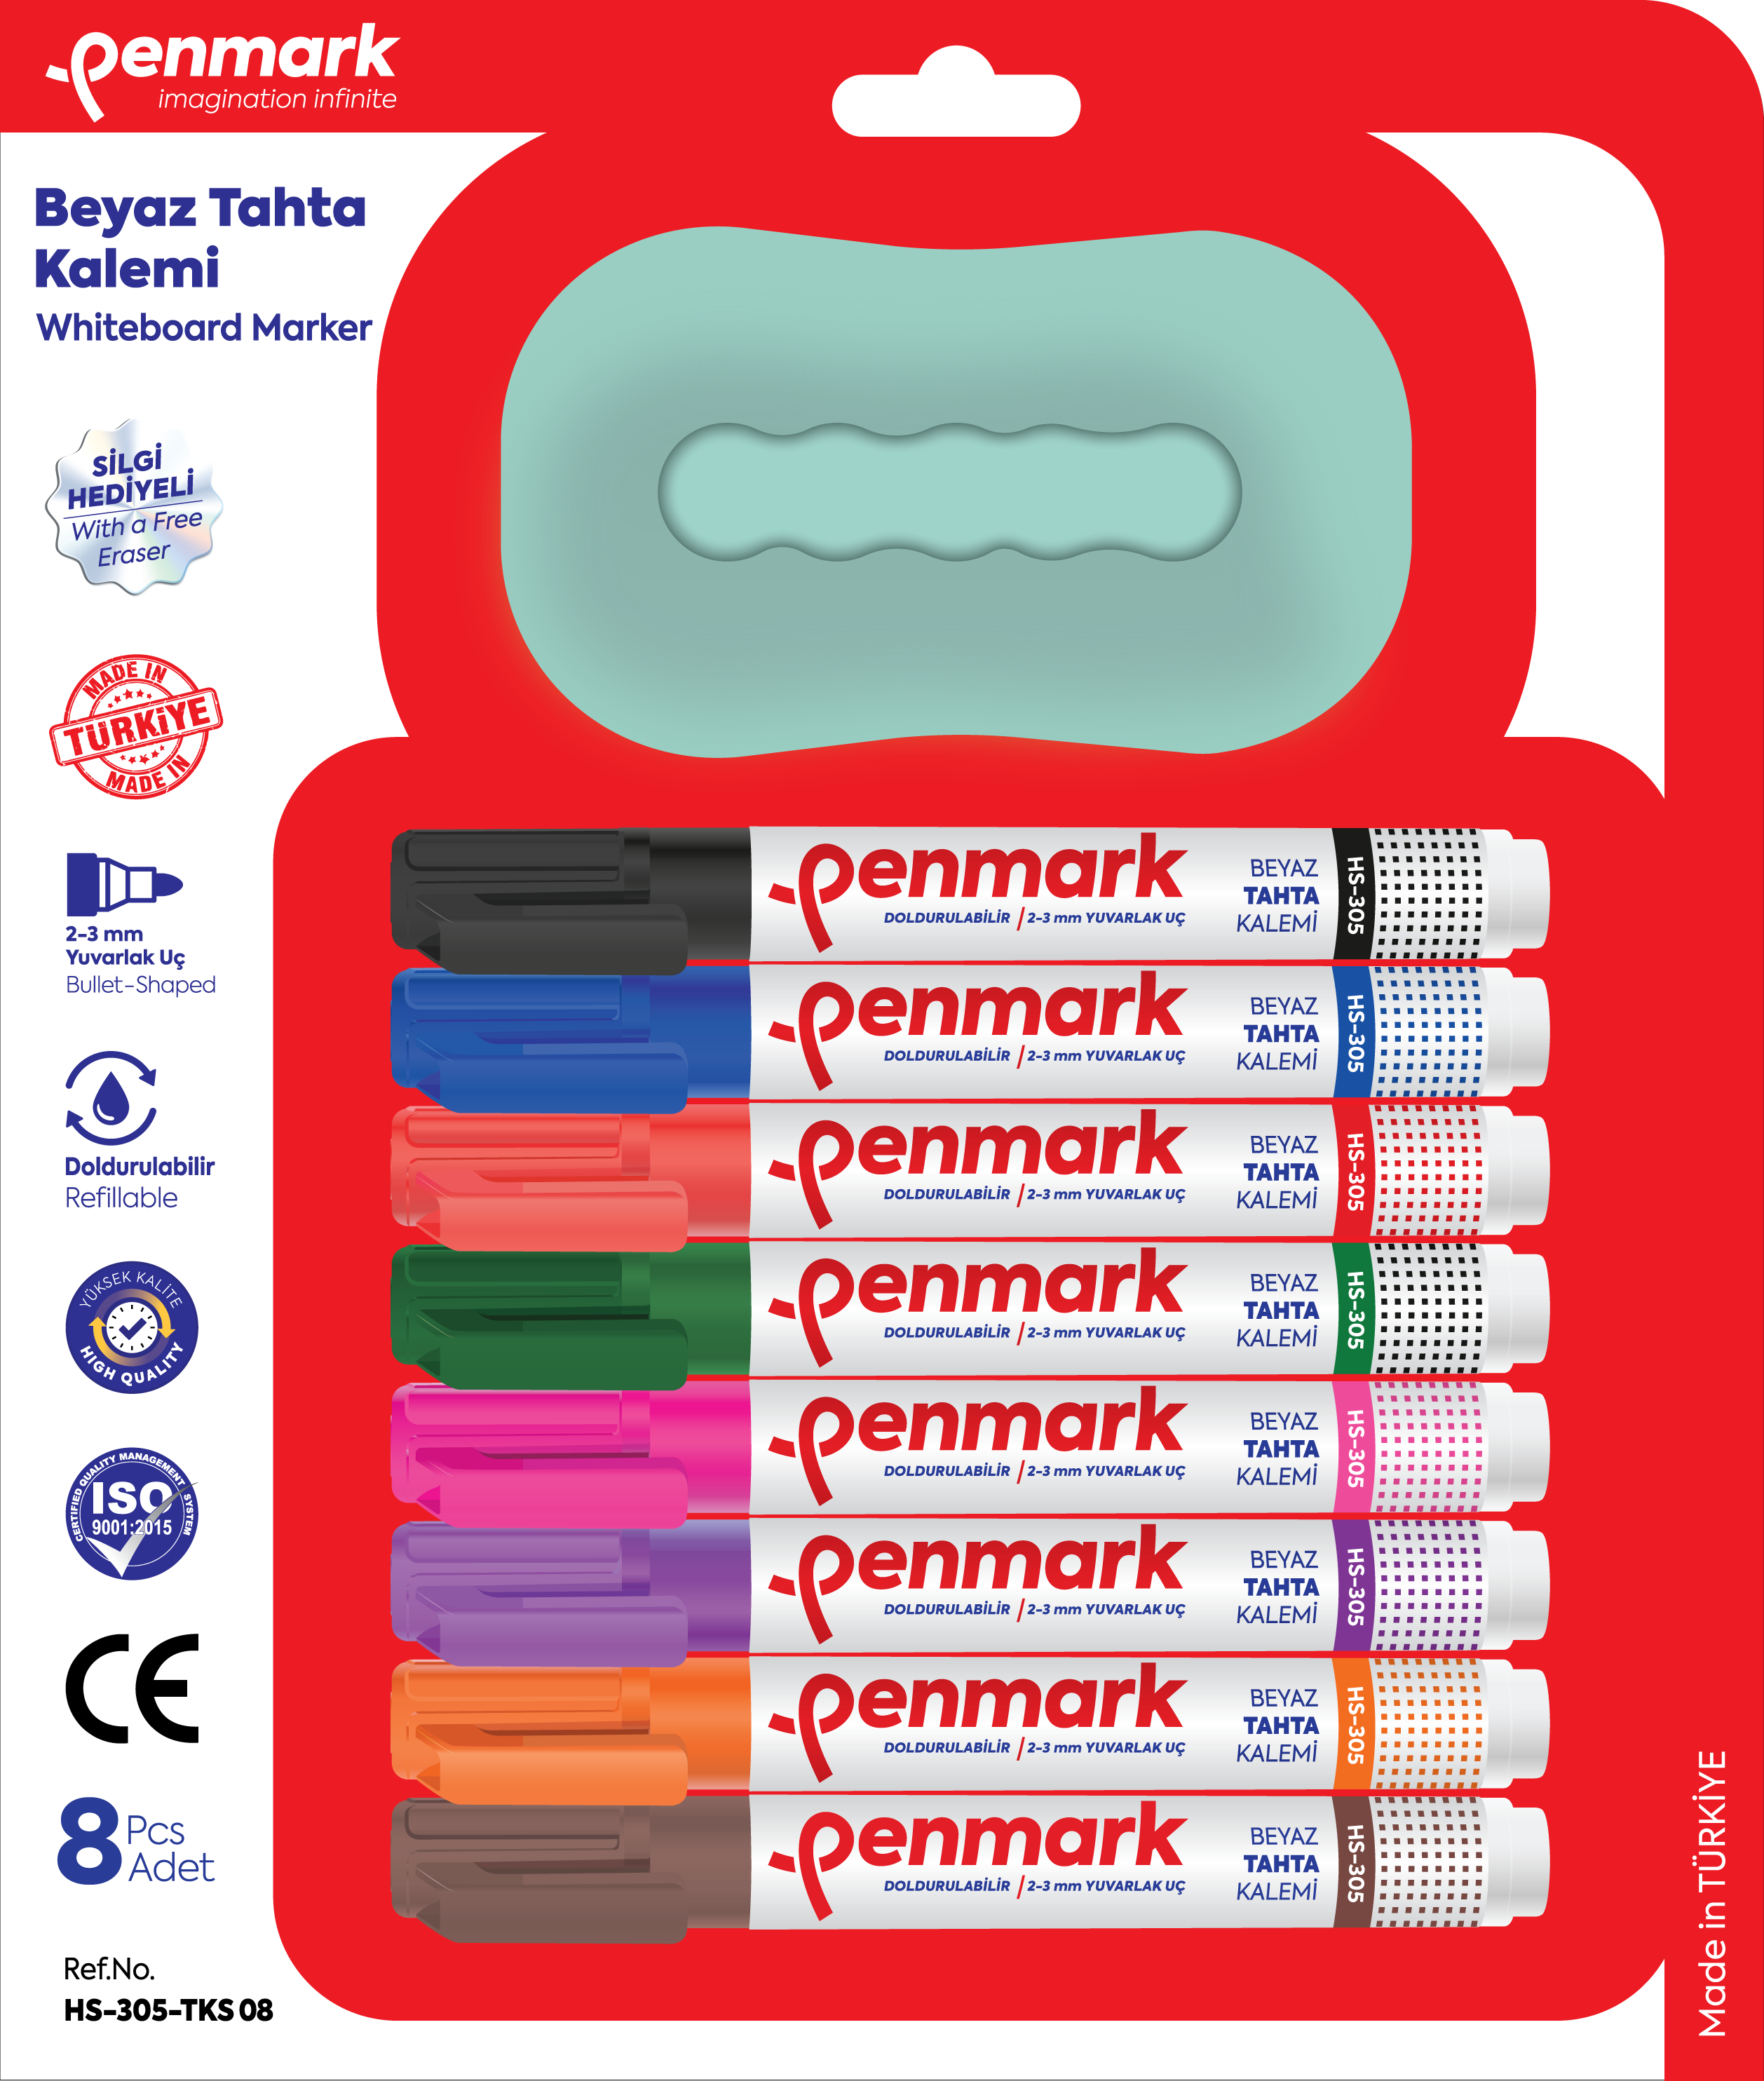 penmark
imagination infinite
Beyaz Tahta
Kalemi
Whiteboard Marker
SİLGİ
HEDİYELİ
With a Free
Eraser
MADE IN
TÜRKİYE
MADE IN
2-3 mm
Yuvarlak Uç
Bullet-Shaped
Doldurulabilir
Refillable
YÜKSEK KALİTE
HIGH QUALITY
CERTIFIED QUALITY MANAGEMENT SYSTEM
ISO
9001:2015
CE
8 Pcs
Adet
Ref.No.
HS-305-TKS 08
penmark
DOLDURULABİLİR / 2-3 mm YUVARLAK UÇ
BEYAZ
TAHTA
KALEMİ
HS-305
penmark
DOLDURULABİLİR / 2-3 mm YUVARLAK UÇ
BEYAZ
TAHTA
KALEMİ
HS-305
penmark
DOLDURULABİLİR / 2-3 mm YUVARLAK UÇ
BEYAZ
TAHTA
KALEMİ
HS-305
penmark
DOLDURULABİLİR / 2-3 mm YUVARLAK UÇ
BEYAZ
TAHTA
KALEMİ
HS-305
penmark
DOLDURULABİLİR / 2-3 mm YUVARLAK UÇ
BEYAZ
TAHTA
KALEMİ
HS-305
penmark
DOLDURULABİLİR / 2-3 mm YUVARLAK UÇ
BEYAZ
TAHTA
KALEMİ
HS-305
penmark
DOLDURULABİLİR / 2-3 mm YUVARLAK UÇ
BEYAZ
TAHTA
KALEMİ
HS-305
penmark
DOLDURULABİLİR / 2-3 mm YUVARLAK UÇ
BEYAZ
TAHTA
KALEMİ
HS-305
Made in TÜRKİYE